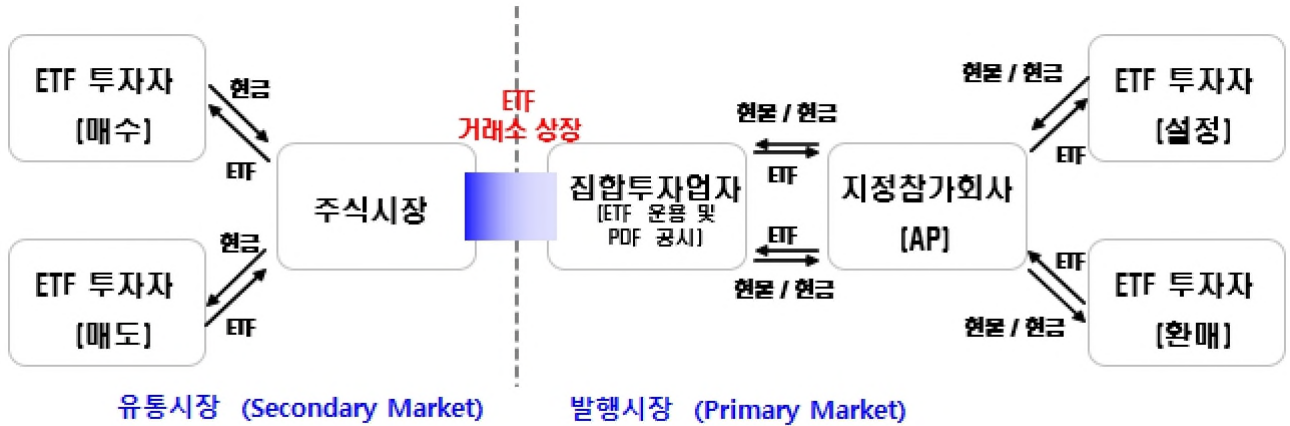 ETF 투자자
[매수]
현금
ETF
ETF 투자자
[매도]
현금
ETF
주식시장
ETF
거래소 상장
집합투자업자
[ETF 운용 및
PDF 공시]
현물 / 현금
ETF
ETF
현물 / 현금
지정참가회사
[AP]
현물 / 현금
ETF
ETF 투자자
[설정]
ETF
현물 / 현금
ETF 투자자
[환매]
유통시장 (Secondary Market)
발행시장 (Primary Market)